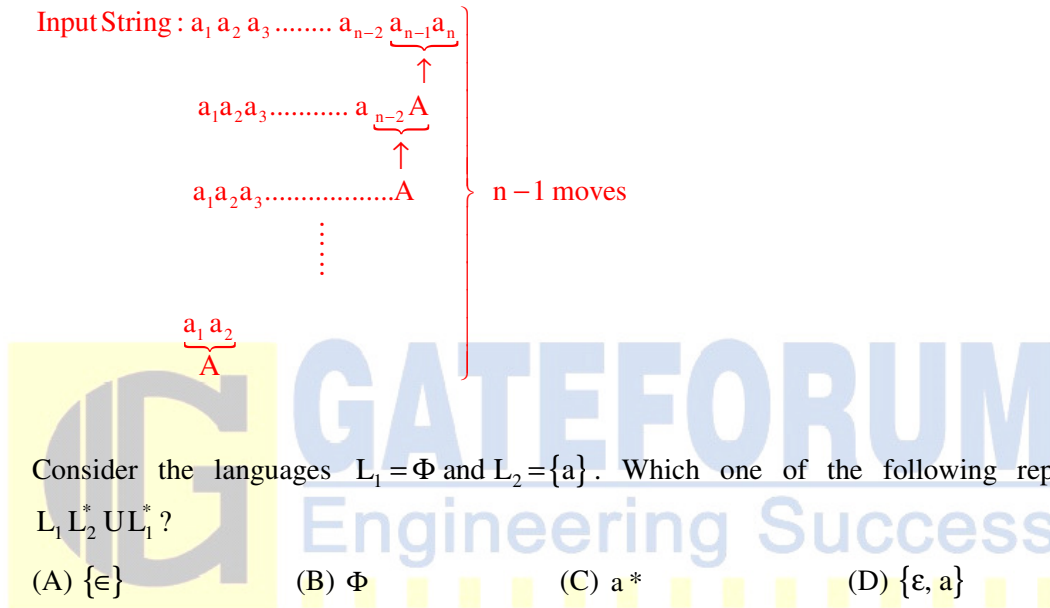 Input String : a₁ a₂ a₃ ........ aₙ₋₂ aₙ₋₁aₙ
↑
a₁a₂a₃........... a ₙ₋₂ A
↑
a₁a₂a₃..................A
n − 1 moves
a₁ a₂
A
GATEFORUM
Consider the languages L₁ = Φ and L₂ = {a}. Which one of the following rep
L₁ L₂* U L₁* ?
Engineering Success
(A) {∈} (B) Φ (C) a * (D) {ε, a}